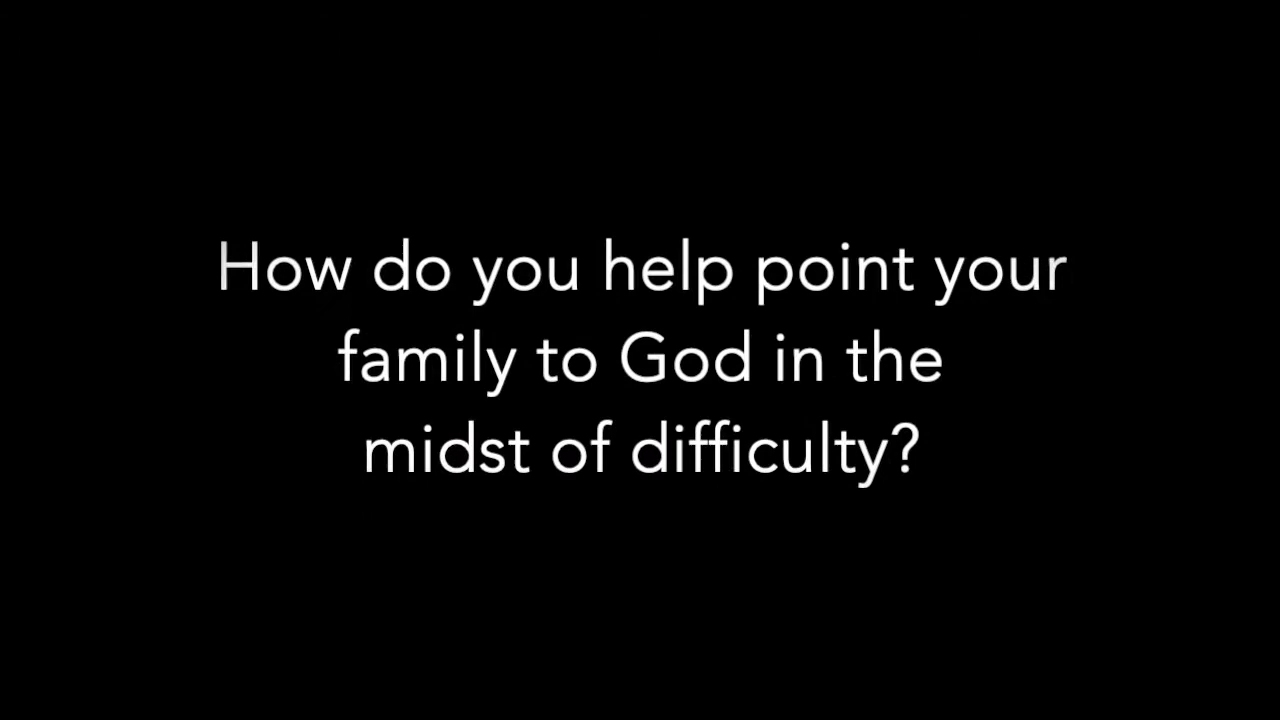 How do you help point your
family to God in the
midst of difficulty?